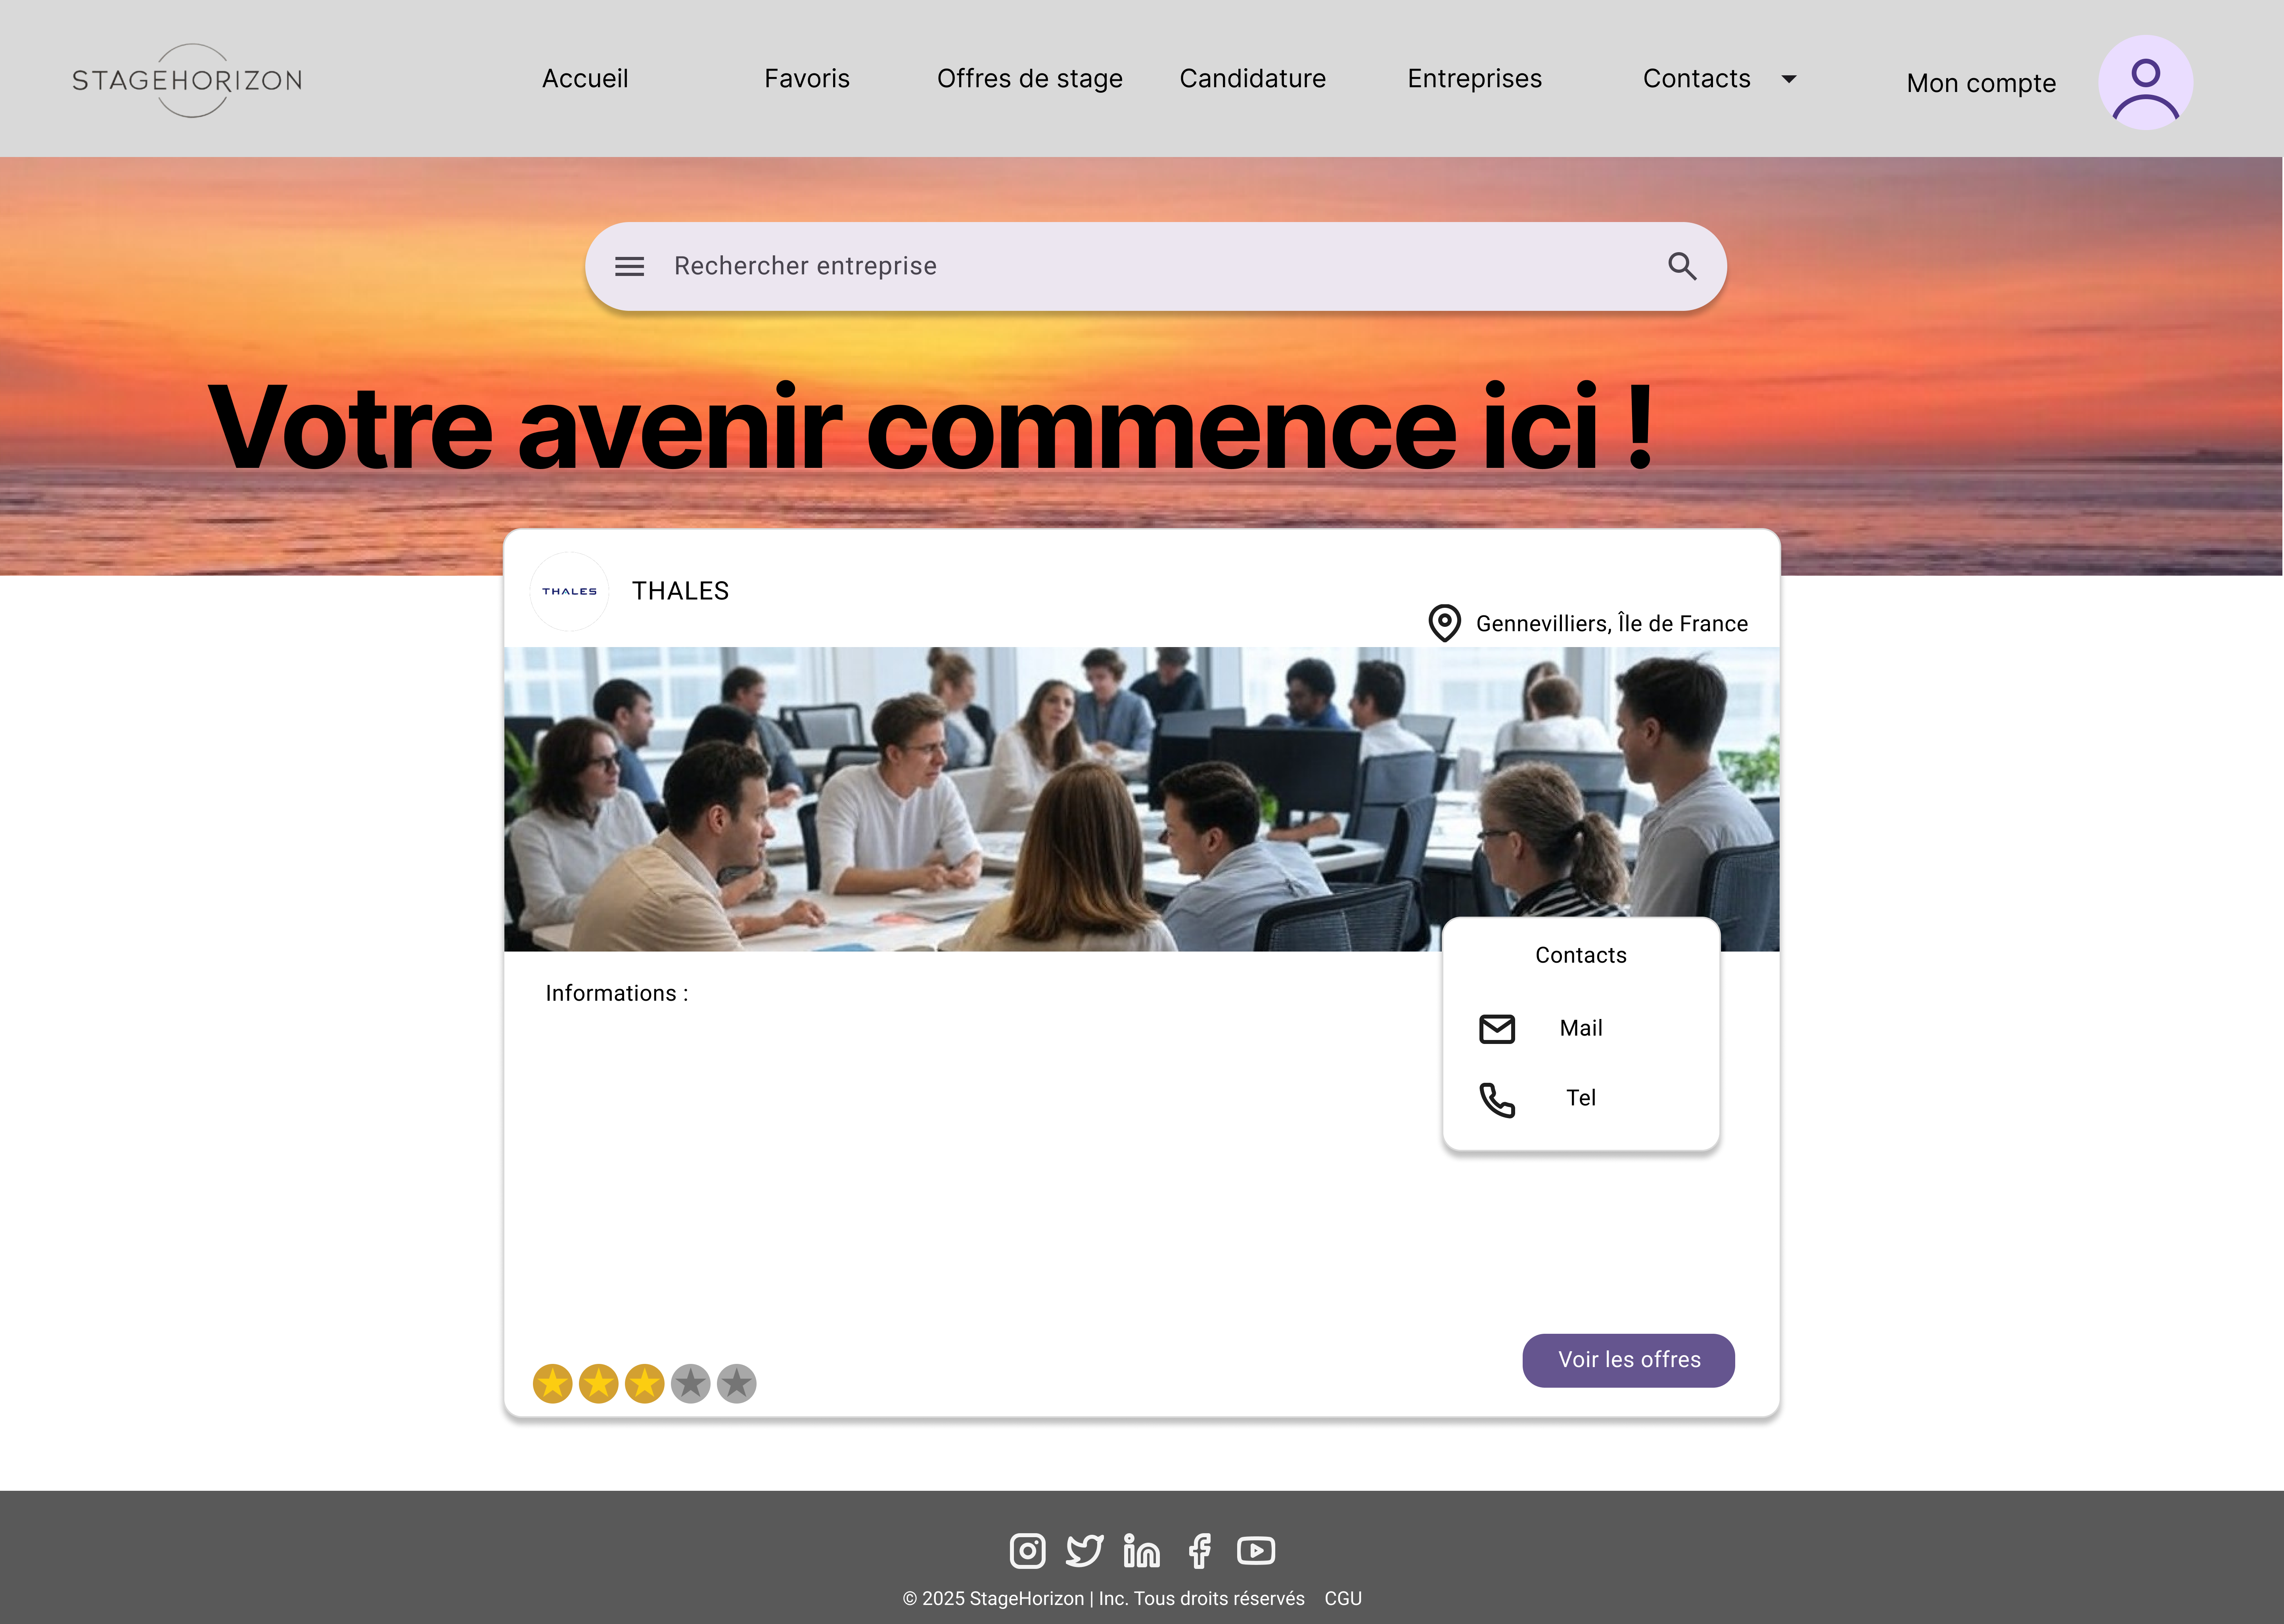 STAGEHORIZON
Accueil
Favoris
Offres de stage
Candidature
Entreprises
Contacts
Mon compte
Rechercher entreprise
Votre avenir commence ici !
THALES
THALES
Gennevilliers, Île de France
Contacts
Informations :
Mail
Tel
Voir les offres
© 2025 StageHorizon | Inc. Tous droits réservés CGU